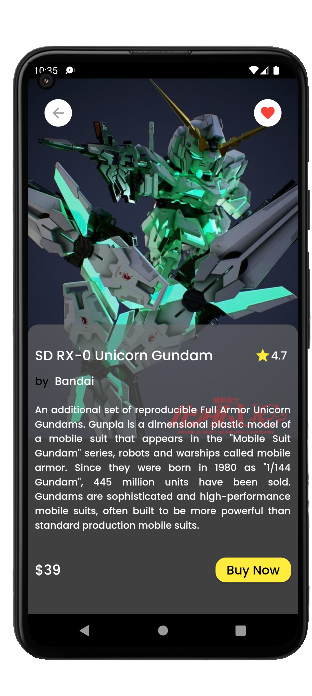 10:35
SD RX-0 Unicorn Gundam
4.7
by Bandai
An additional set of reproducible Full Armor Unicorn
Gundams. Gunpla is a dimensional plastic model of
a mobile suit that appears in the "Mobile Suit
Gundam" series, robots and warships called mobile
armor. Since they were born in 1980 as "1/144
Gundam", 445 million units have been sold.
Gundams are sophisticated and high-performance
mobile suits, often built to be more powerful than
standard production mobile suits.
$39
Buy Now